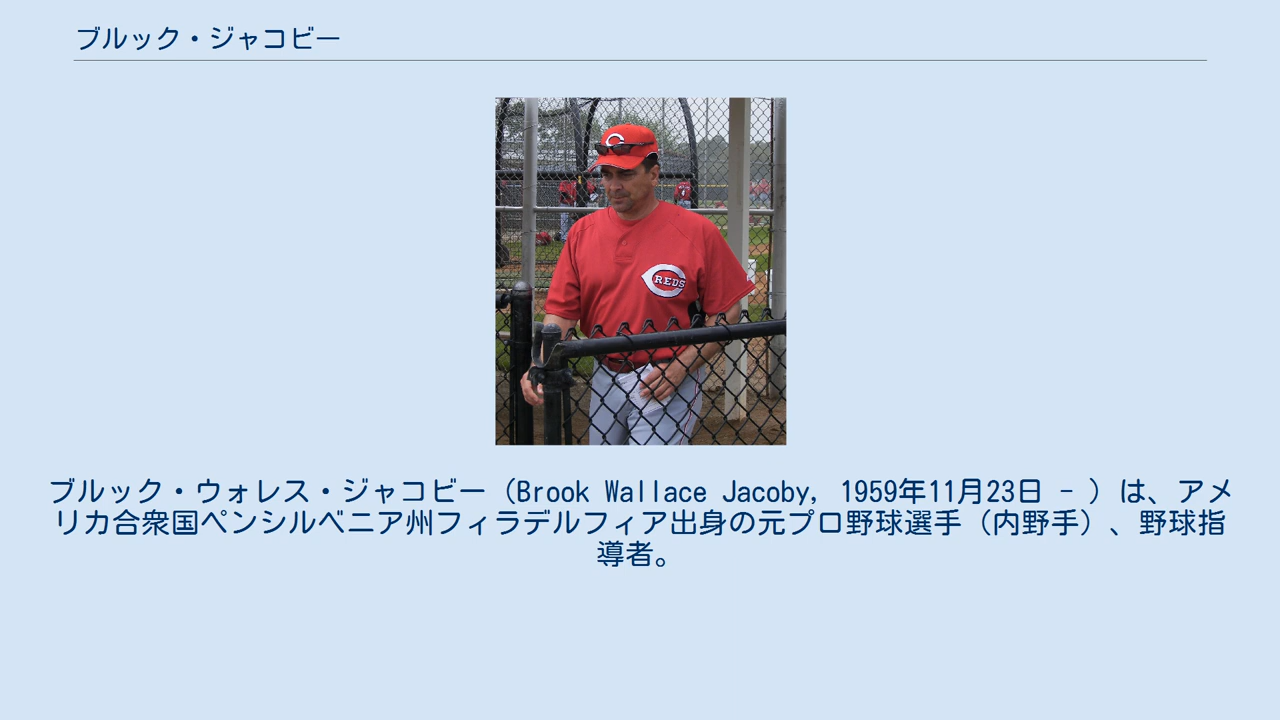 ブルック・ジャコビー
REDS
ブルック・ウォレス・ジャコビー（Brook Wallace Jacoby, 1959年11月23日 - ）は、アメ
リカ合衆国ペンシルベニア州フィラデルフィア出身の元プロ野球選手（内野手）、野球指
導者。